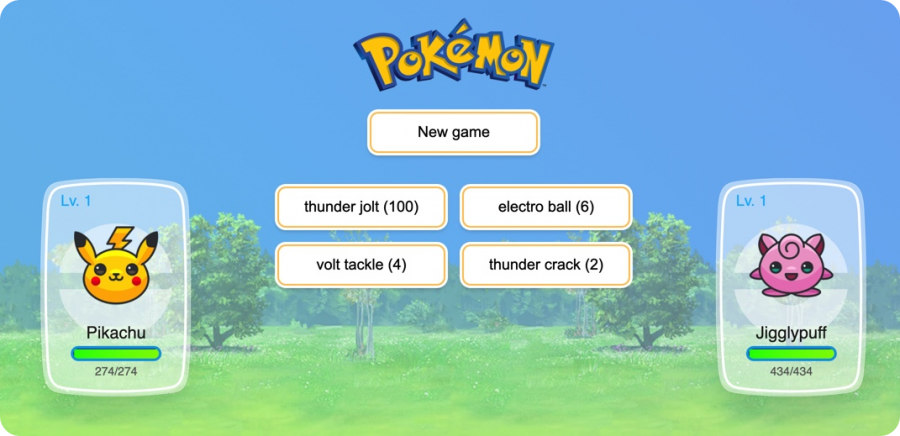 POKéMON
New game
Lv. 1
thunder jolt (100)
electro ball (6)
Lv. 1
volt tackle (4)
thunder crack (2)
Pikachu
274/274
Jigglypuff
434/434